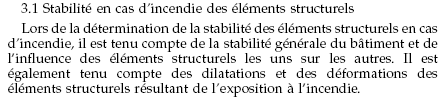 3.1 Stabilité en cas d'incendie des éléments structurels
Lors de la détermination de la stabilité des éléments structurels en cas
d'incendie, il est tenu compte de la stabilité générale du bâtiment et de
l'influence des éléments structurels les uns sur les autres. Il est
également tenu compte des dilatations et des déformations des
éléments structurels résultant de l'exposition à l'incendie.